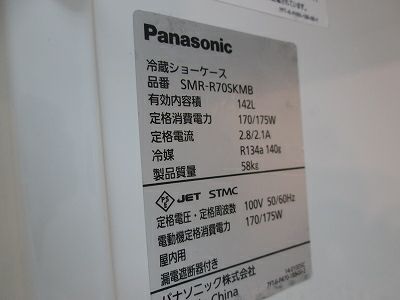 Panasonic
冷蔵ショーケース
品番 SMR-R70SKMB
有効内容積 142L
定格消費電力 170/175W
定格電流 2.8/2.1A
冷媒 R134a 140g
製品質量 58kg
PS E JET STMC
定格電圧・定格周波数 100V 50/60Hz
電動機定格消費電力 170/175W
屋内用
漏電遮断器付き
パナソニック株式会社
China